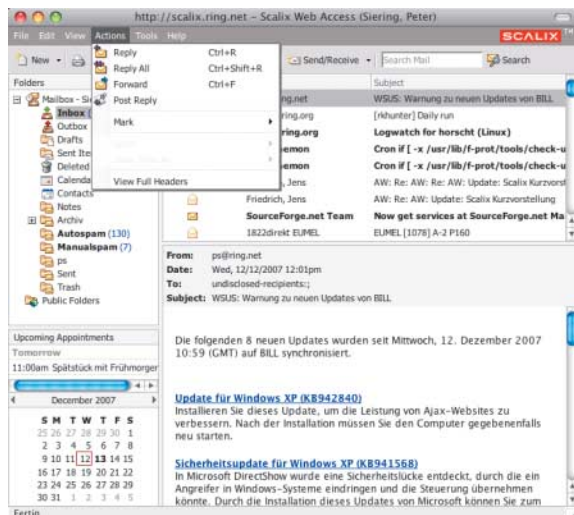 http://scalix.ring.net – Scalix Web Access (Siering, Peter)
File Edit View Actions Tools Help
SCALIX
New
Send/Receive
Search Mail
Search
Reply Ctrl+R
Reply All Ctrl+Shift+R
Forward Ctrl+F
Post Reply
Mark
View Full Headers
Folders
Mailbox - Si
Inbox (
Outbox
Drafts
Sent Ite
Deleted
Calenda
Contacts
Notes
Archiv
Autospam (130)
Manualspam (7)
ps
Sent
Trash
Public Folders
Subject
ng.net WSUS: Warnung zu neuen Updates von BILL
ring.org [rkhunter] Daily run
ring.org Logwatch for horscht (Linux)
emon Cron if [ -x /usr/lib/f-prot/tools/check-u
emon Cron if [ -x /usr/lib/f-prot/tools/check-u
, Jens AW: Re: AW: Re: AW: Update: Scalix Kurzvorst
Friedrich, Jens AW: Update: Scalix Kurzvorstellung
SourceForge.net Team Now get services at SourceForge.net Ma
1822direkt EUMEL EUMEL [1078] A-2 P160
From: ps@ring.net
Date: Wed, 12/12/2007 12:01pm
To: undisclosed-recipients:;
Subject: WSUS: Warnung zu neuen Updates von BILL
Die folgenden 8 neuen Updates wurden seit Mittwoch, 12. Dezember 2007
10:59 (GMT) auf BILL synchronisiert.
Update für Windows XP (KB942840)
Installieren Sie dieses Update, um die Leistung von Ajax-Websites zu
verbessern. Nach der Installation müssen Sie den Computer gegebenenfalls
neu starten.
Sicherheitsupdate für Windows XP (KB941568)
In Microsoft DirectShow wurde eine Sicherheitslücke entdeckt, durch die ein
Angreifer in Windows-Systeme eindringen und die Steuerung übernehmen
könnte. Durch die Installation dieses Updates von Microsoft können Sie zum
Upcoming Appointments
Tomorrow
11:00am Spätstück mit Frühmorger
December 2007
S M T W T F S
25 26 27 28 29 30 1
2 3 4 5 6 7 8
9 10 11 12 13 14 15
16 17 18 19 20 21 22
23 24 25 26 27 28 29
30 31 1 2 3 4 5
Fertig